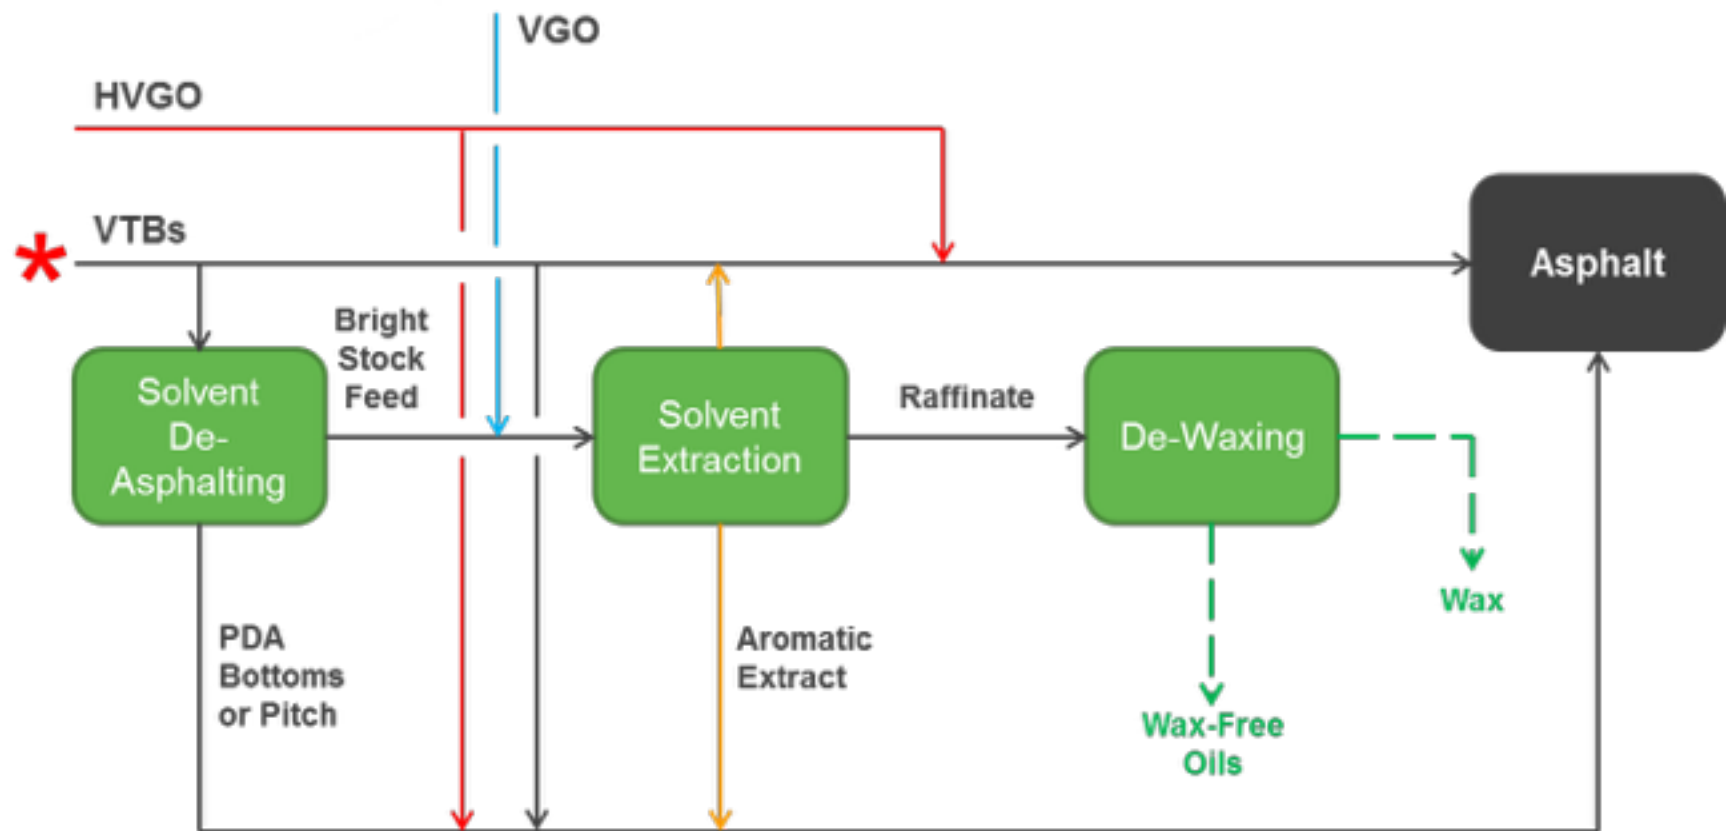 VGO
HVGO
VTBs
*
Asphalt
Bright
Stock
Feed
Solvent
De-
Asphalting
Solvent
Extraction
Raffinate
De-Waxing
Wax
PDA
Bottoms
or Pitch
Aromatic
Extract
Wax-Free
Oils